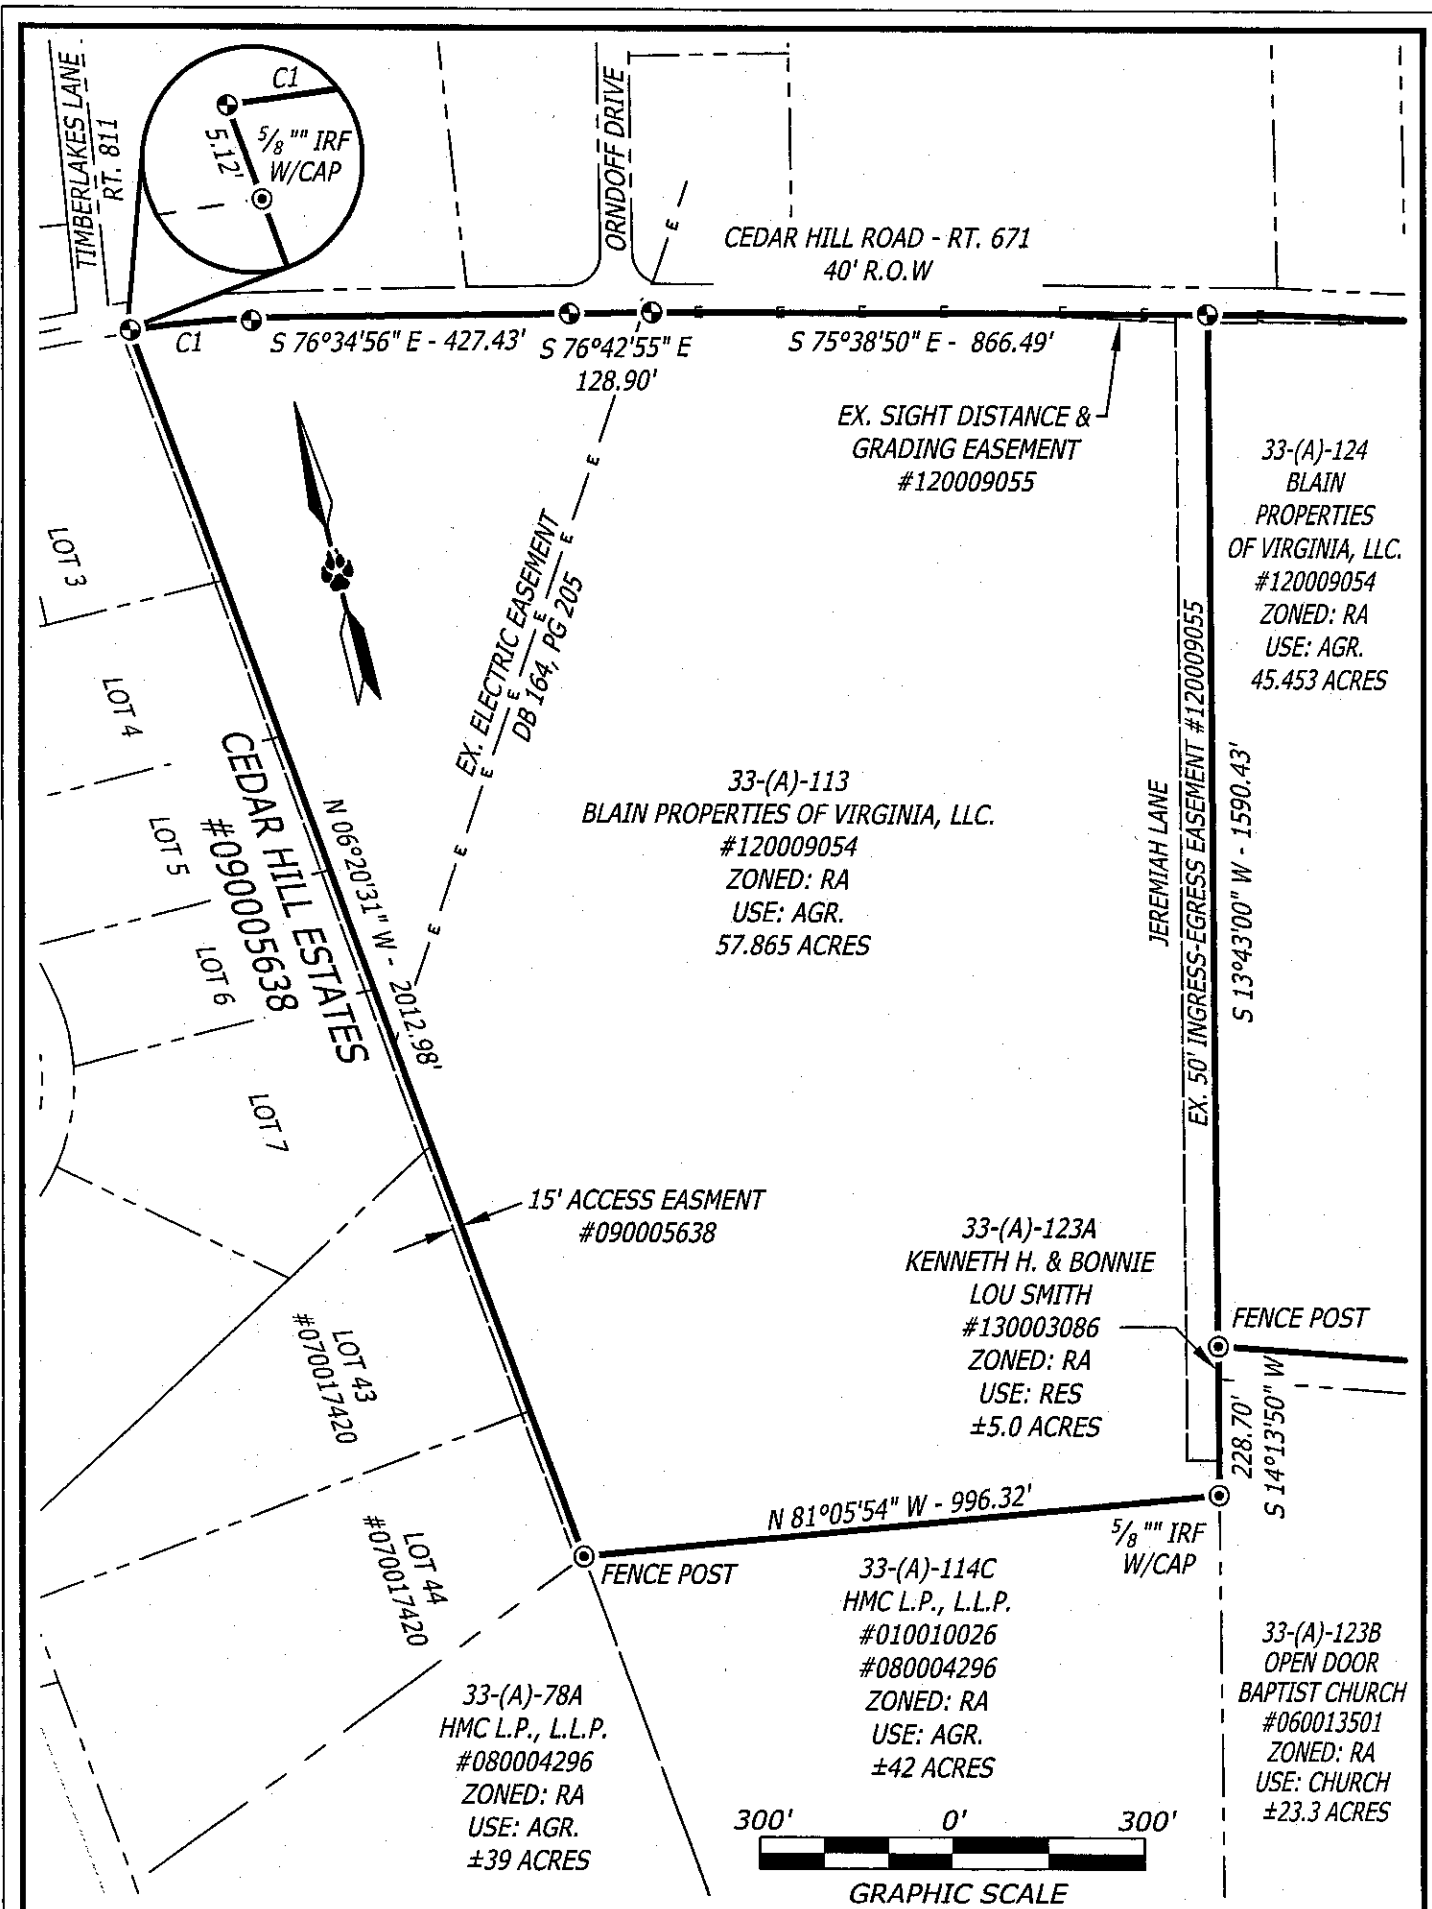 TIMBERLAKES LANE
RT. 811
C1
5.12'
5/8 "" IRF
W/CAP
ORNDOFF DRIVE
E
CEDAR HILL ROAD - RT. 671
40' R.O.W
E E E E E E E E
C1
S 76°34'56" E - 427.43'
S 76°42'55" E
128.90'
S 75°38'50" E - 866.49'
EX. SIGHT DISTANCE &
GRADING EASEMENT
#120009055
33-(A)-124
BLAIN
PROPERTIES
OF VIRGINIA, LLC.
#120009054
ZONED: RA
USE: AGR.
45.453 ACRES
EX. ELECTRIC EASEMENT
E E E E E E E E
DB 164, PG 205
LOT 3
LOT 4
LOT 5
LOT 6
LOT 7
CEDAR HILL ESTATES
#090005638
N 06°20'31" W - 2012.98'
33-(A)-113
BLAIN PROPERTIES OF VIRGINIA, LLC.
#120009054
ZONED: RA
USE: AGR.
57.865 ACRES
JEREMIAH LANE
EX. 50' INGRESS-EGRESS EASEMENT #120009055
S 13°43'00" W - 1590.43'
15' ACCESS EASMENT
#090005638
33-(A)-123A
KENNETH H. & BONNIE
LOU SMITH
#130003086
ZONED: RA
USE: RES
±5.0 ACRES
FENCE POST
228.70'
S 14°13'50" W
LOT 43
#070017420
LOT 44
#070017420
N 81°05'54" W - 996.32'
5/8 "" IRF
W/CAP
FENCE POST
33-(A)-114C
HMC L.P., L.L.P.
#010010026
#080004296
ZONED: RA
USE: AGR.
±42 ACRES
33-(A)-123B
OPEN DOOR
BAPTIST CHURCH
#060013501
ZONED: RA
USE: CHURCH
±23.3 ACRES
33-(A)-78A
HMC L.P., L.L.P.
#080004296
ZONED: RA
USE: AGR.
±39 ACRES
300' 0' 300'
GRAPHIC SCALE